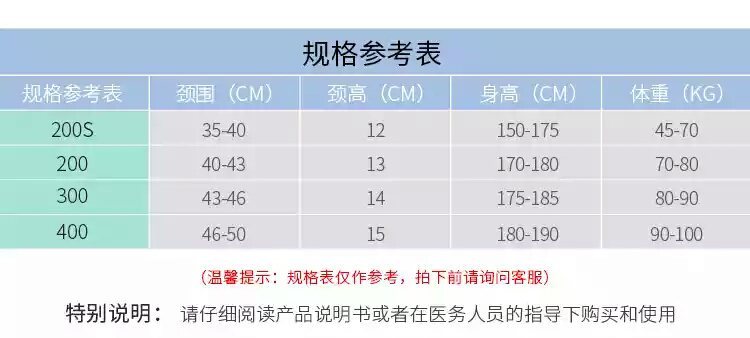 规格参考表
规格参考表 颈围（CM） 颈高（CM） 身高（CM） 体重（KG）
200S 35-40 12 150-175 45-70
200 40-43 13 170-180 70-80
300 43-46 14 175-185 80-90
400 46-50 15 180-190 90-100
（温馨提示：规格表仅作参考，拍下前请询问客服）
特别说明： 请仔细阅读产品说明书或者在医务人员的指导下购买和使用